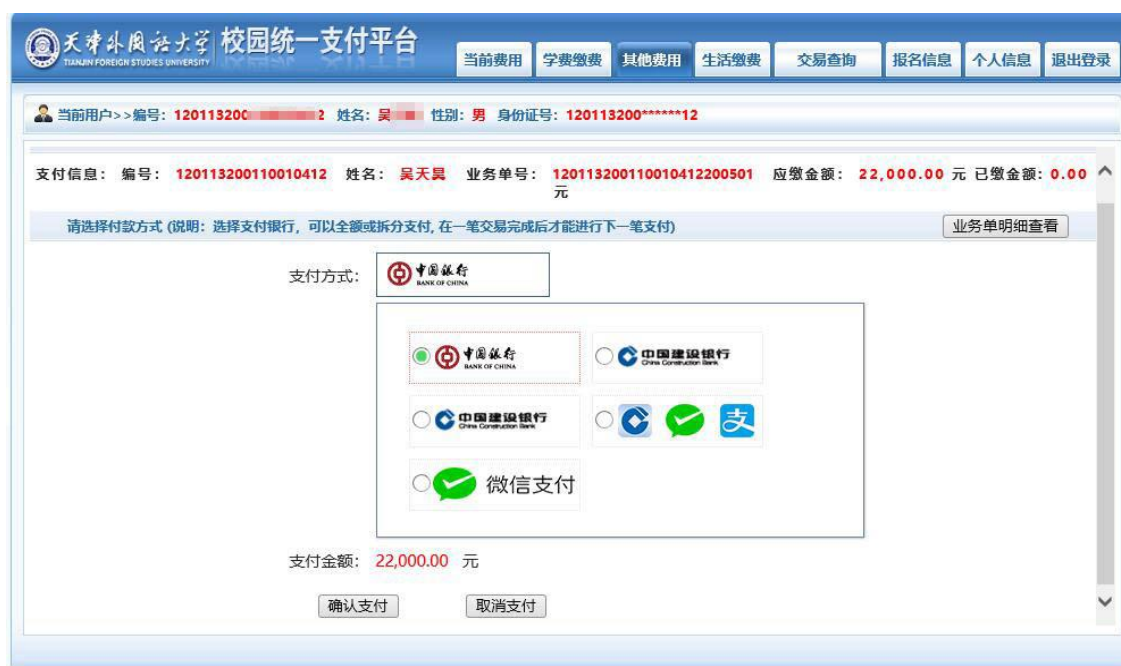 天津外国语大学 校园统一支付平台
TIANJIN FOREIGN STUDIES UNIVERSITY
当前费用 学费缴费 其他费用 生活缴费 交易查询 报名信息 个人信息 退出登录
当前用户>>编号: 120113200 2 姓名: 吴 性别: 男 身份证号: 120113200******12
支付信息: 编号: 120113200110010412 姓名: 吴天昊 业务单号: 120113200110010412200501 应缴金额: 22,000.00 元 已缴金额: 0.00
元
请选择付款方式 (说明: 选择支付银行, 可以全额或拆分支付, 在一笔交易完成后才能进行下一笔支付) 业务单明细查看
支付方式: 中国银行
BANK OF CHINA
中国银行 中国建设银行
BANK OF CHINA China Construction Bank
中国建设银行 支
China Construction Bank
微信支付
支付金额: 22,000.00 元
确认支付 取消支付